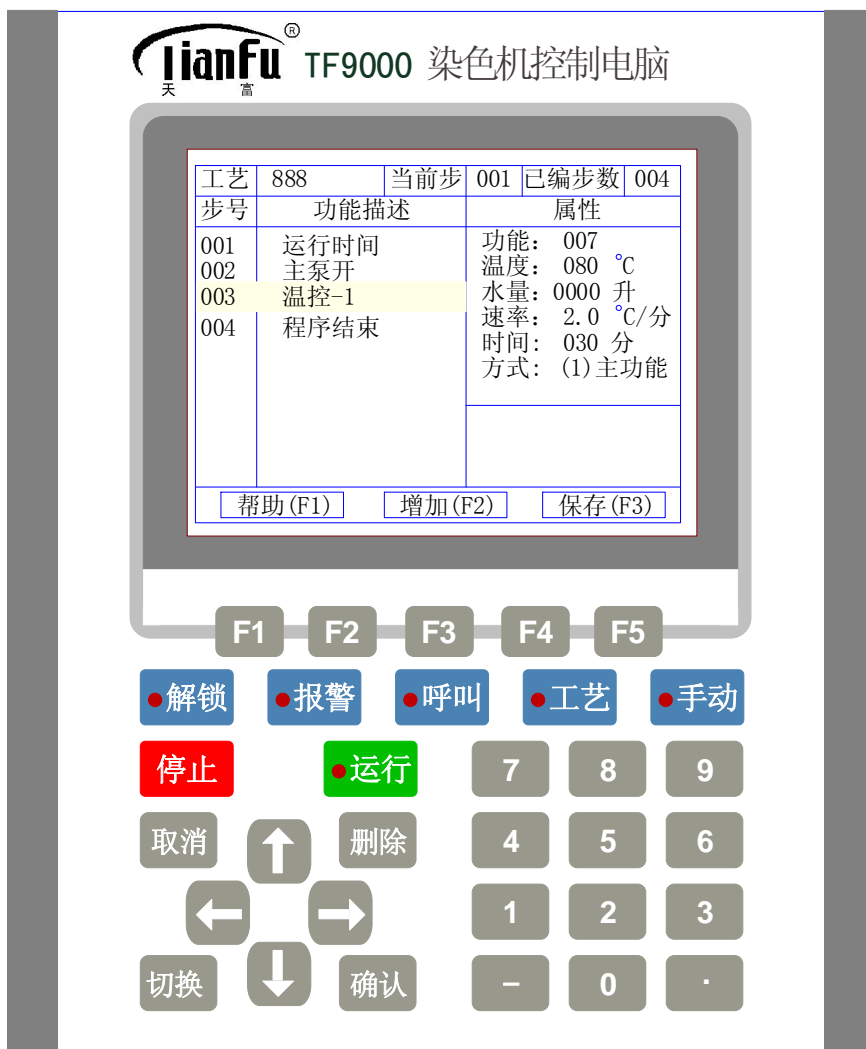 TianFu® TF9000 染色机控制电脑
天 富
工艺 888 当前步 001 已编步数 004
步号 功能描述 属性
001 运行时间 功能: 007
002 主泵开 温度: 080 °C
003 温控-1 水量: 0000 升
速率: 2.0 °C/分
004 程序结束 时间: 030 分
方式: (1)主功能
帮助(F1) 增加(F2) 保存(F3)
F1 F2 F3 F4 F5
解锁 报警 呼叫 工艺 手动
停止 运行 7 8 9
取消 删除 4 5 6
1 2 3
切换 确认 - 0 .